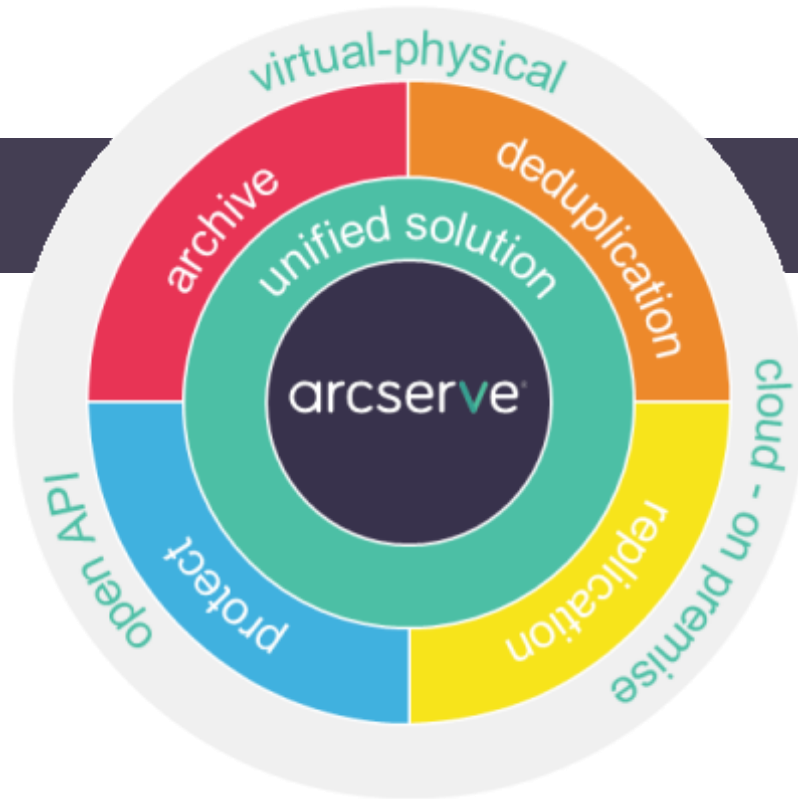 virtual-physical
archive
deduplication
unified solution
arcserve®
cloud - on premise
open API
protect
replication